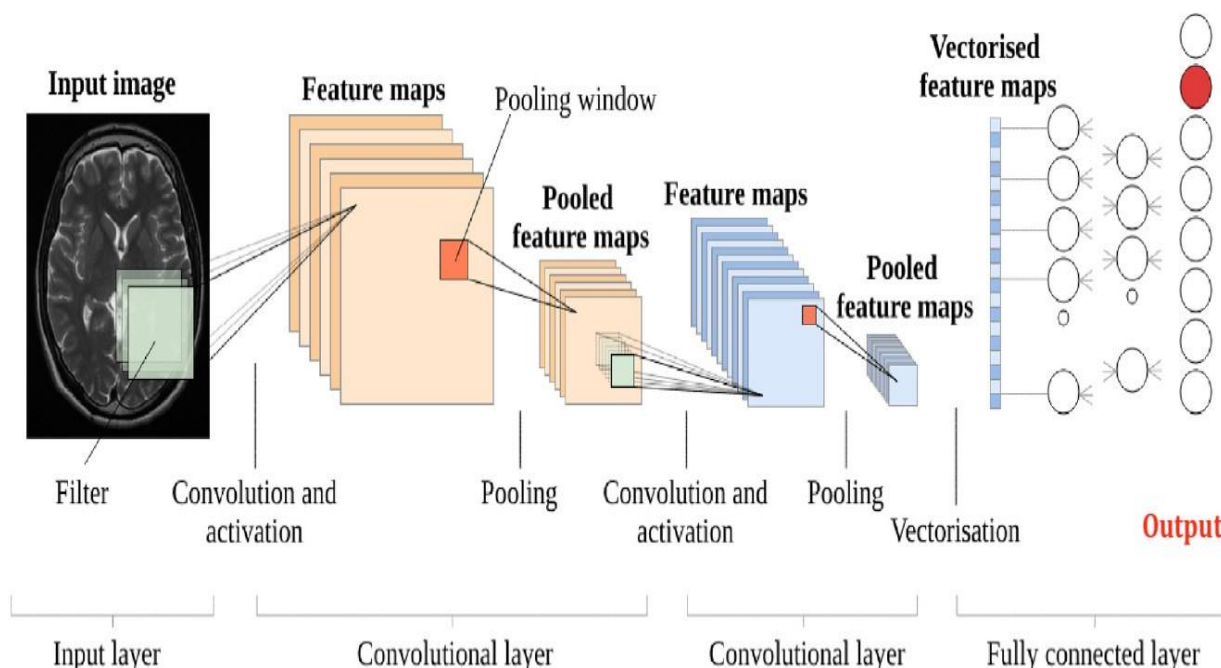 Input image
Feature maps
Pooling window
Pooled
feature maps
Feature maps
Pooled
feature maps
Vectorised
feature maps
Filter
Convolution and
activation
Pooling
Convolution and
activation
Pooling
Vectorisation
Output
Input layer
Convolutional layer
Convolutional layer
Fully connected layer